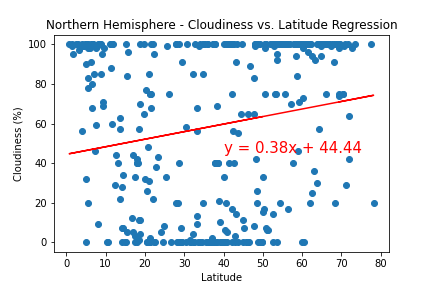 Northern Hemisphere - Cloudiness vs. Latitude Regression
100
80
60
40
20
0
Cloudiness (%)
y = 0.38x + 44.44
0 10 20 30 40 50 60 70 80
Latitude